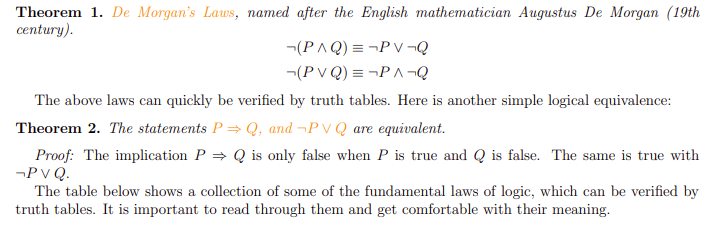 Theorem 1. De Morgan's Laws, named after the English mathematician Augustus De Morgan (19th
century).
¬(P ∧ Q) ≡ ¬P ∨ ¬Q
¬(P ∨ Q) ≡ ¬P ∧ ¬Q
The above laws can quickly be verified by truth tables. Here is another simple logical equivalence:
Theorem 2. The statements P ⇒ Q, and ¬P ∨ Q are equivalent.
Proof: The implication P ⇒ Q is only false when P is true and Q is false. The same is true with
¬P ∨ Q.
The table below shows a collection of some of the fundamental laws of logic, which can be verified by
truth tables. It is important to read through them and get comfortable with their meaning.